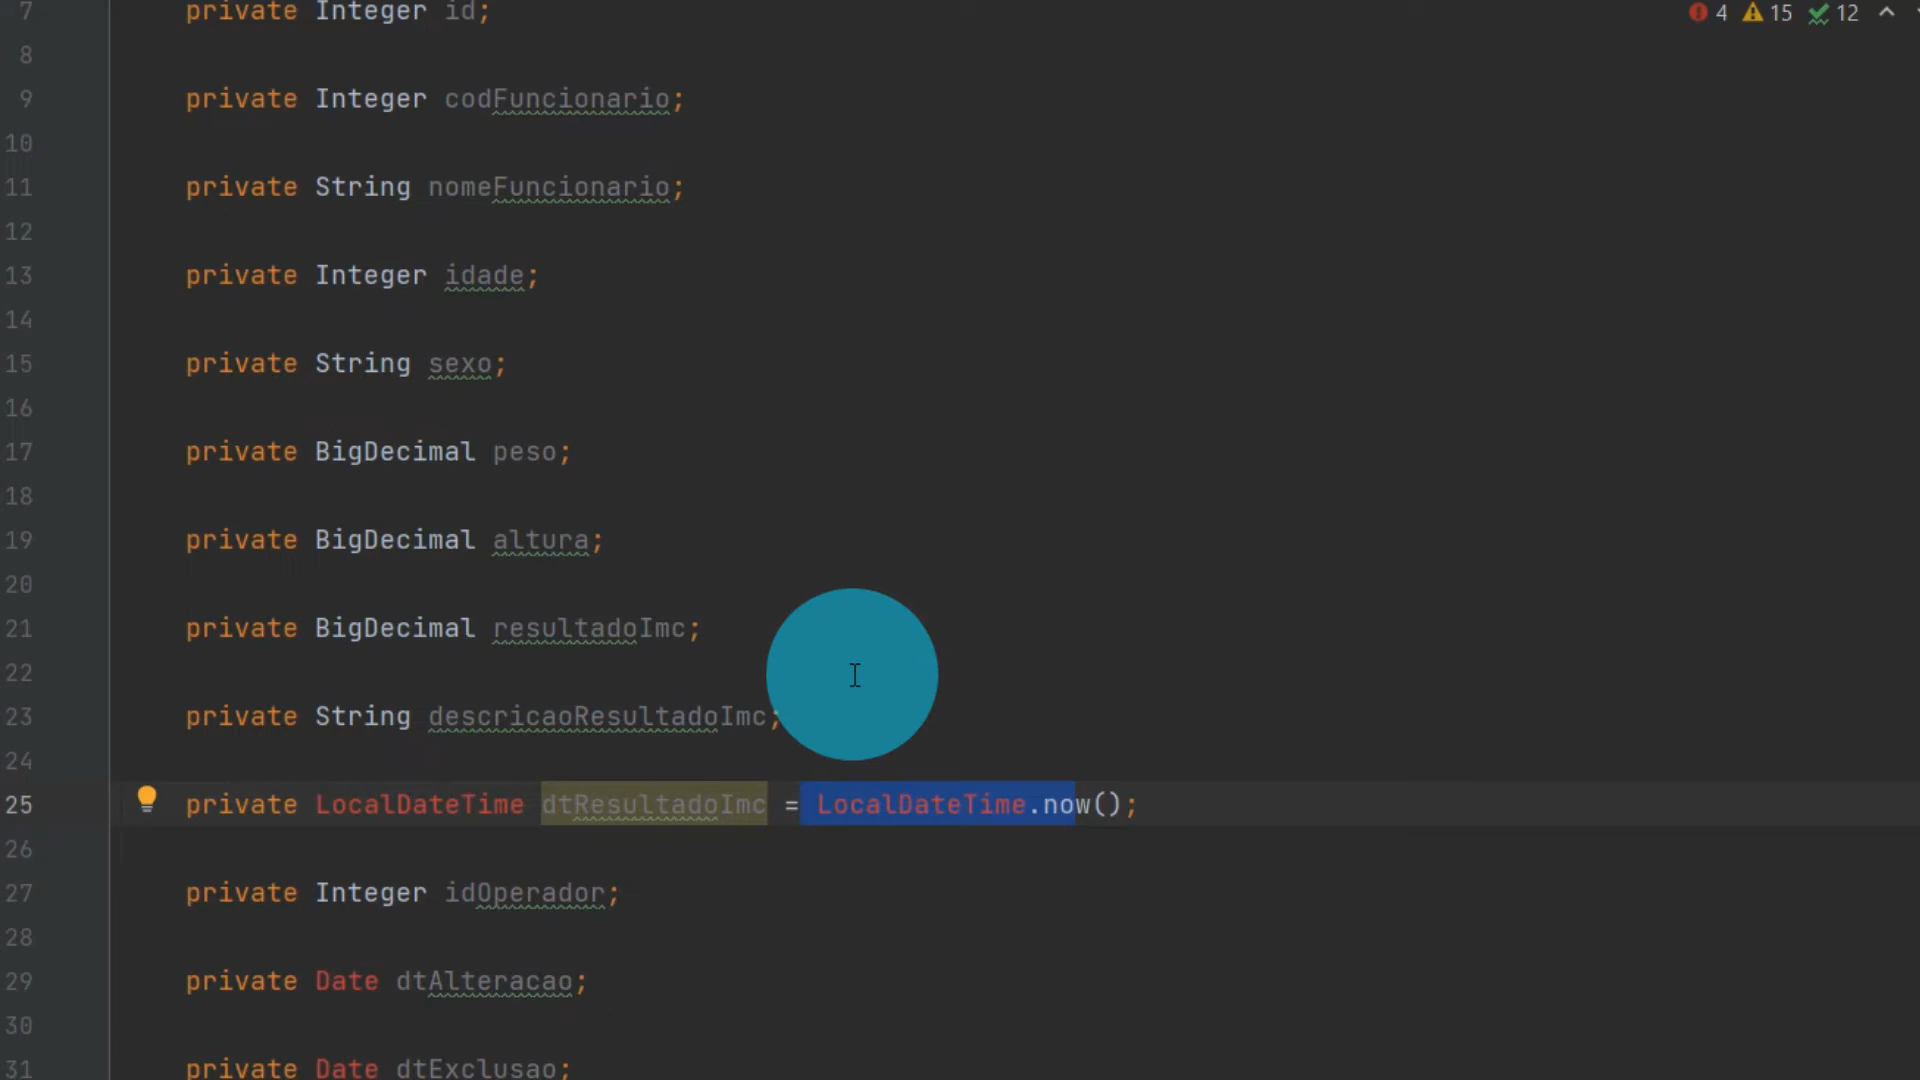 4 15 12
7 private Integer id;
8
9 private Integer codFuncionario;
10
11 private String nomeFuncionario;
12
13 private Integer idade;
14
15 private String sexo;
16
17 private BigDecimal peso;
18
19 private BigDecimal altura;
20
21 private BigDecimal resultadoImc;
22
23 private String descricaoResultadoImc;
24
25 private LocalDateTime dtResultadoImc = LocalDateTime.now();
26
27 private Integer idOperador;
28
29 private Date dtAlteracao;
30
31 private Date dtExclusao;